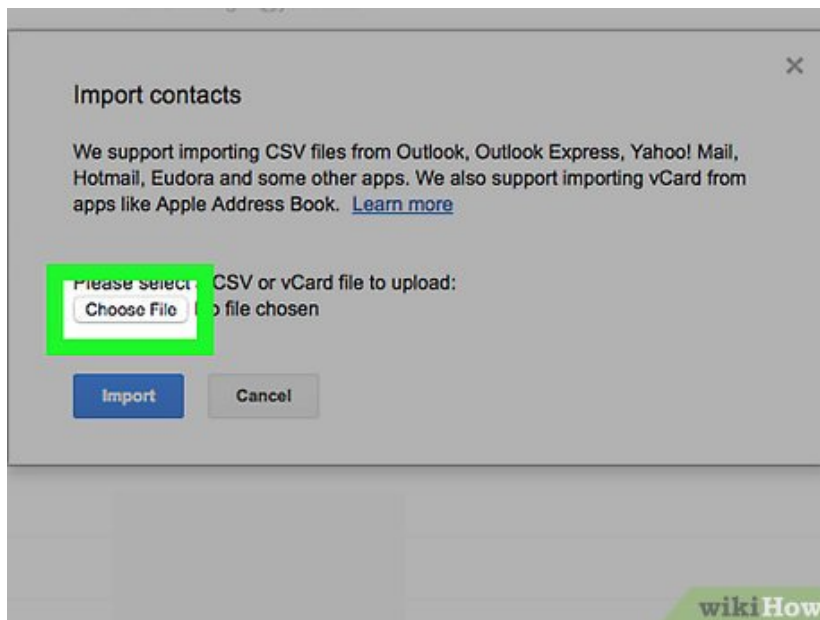 Import contacts
We support importing CSV files from Outlook, Outlook Express, Yahoo! Mail,
Hotmail, Eudora and some other apps. We also support importing vCard from
apps like Apple Address Book. Learn more
Please select CSV or vCard file to upload:
Choose File file chosen
Import Cancel
wikiHow